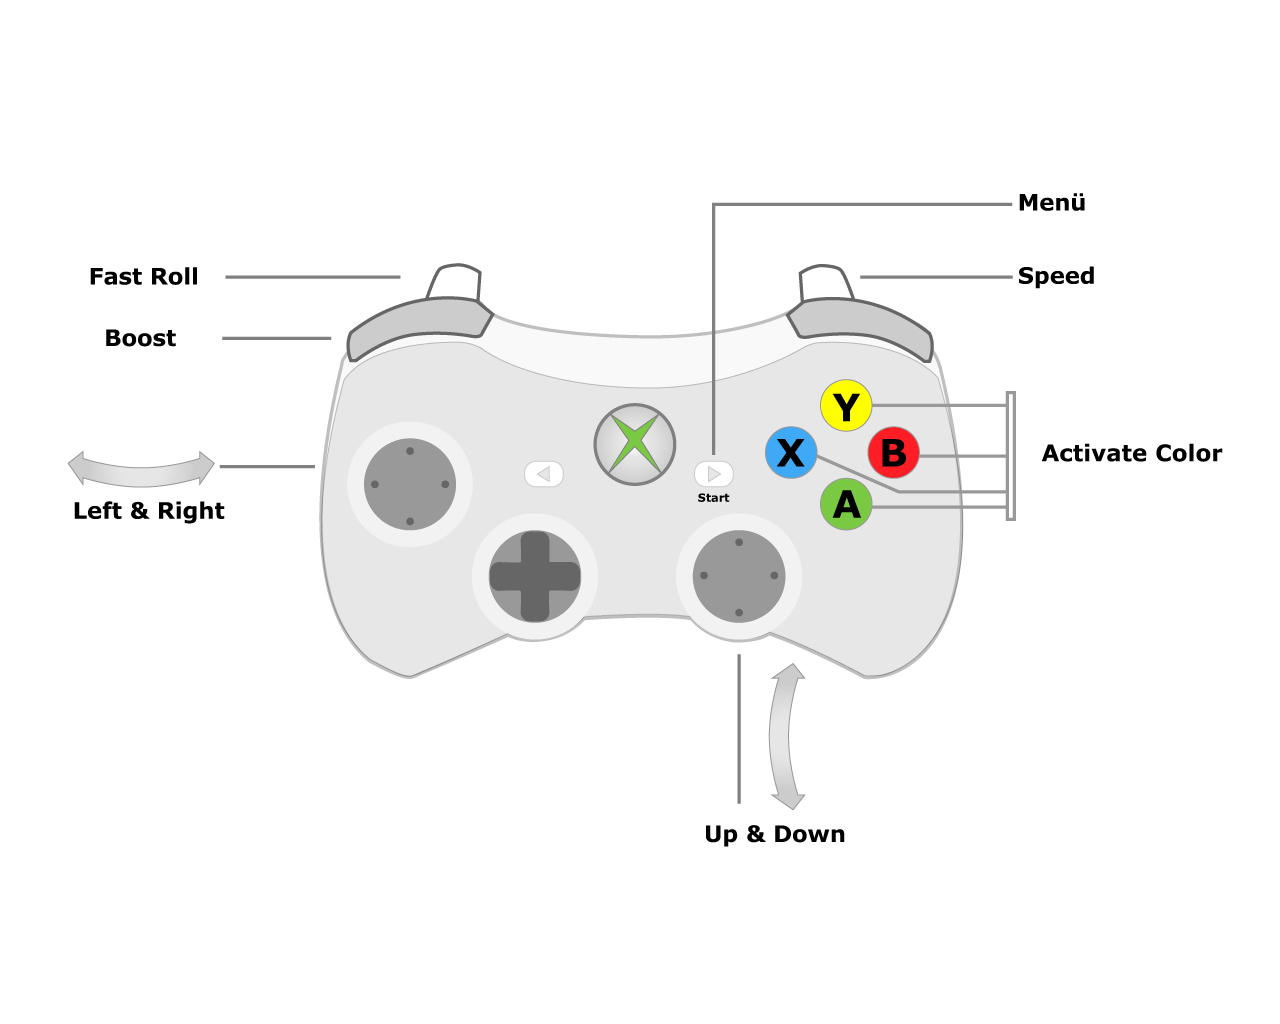 Menü
Fast Roll
Speed
Boost
Y
X
B
Activate Color
Start
A
Left & Right
Up & Down